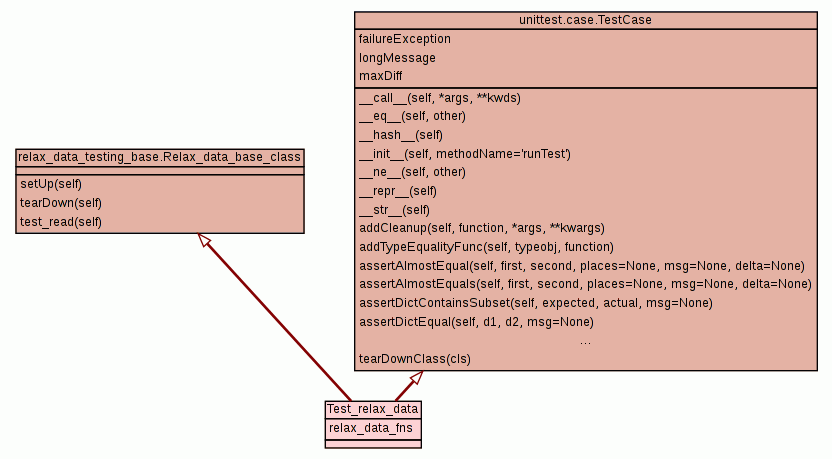 unittest.case.TestCase
failureException
longMessage
maxDiff
__call__(self, *args, **kwds)
__eq__(self, other)
__hash__(self)
__init__(self, methodName='runTest')
__ne__(self, other)
__repr__(self)
__str__(self)
addCleanup(self, function, *args, **kwargs)
addTypeEqualityFunc(self, typeobj, function)
assertAlmostEqual(self, first, second, places=None, msg=None, delta=None)
assertAlmostEquals(self, first, second, places=None, msg=None, delta=None)
assertDictContainsSubset(self, expected, actual, msg=None)
assertDictEqual(self, d1, d2, msg=None)
...
tearDownClass(cls)
relax_data_testing_base.Relax_data_base_class
setUp(self)
tearDown(self)
test_read(self)
Test_relax_data
relax_data_fns